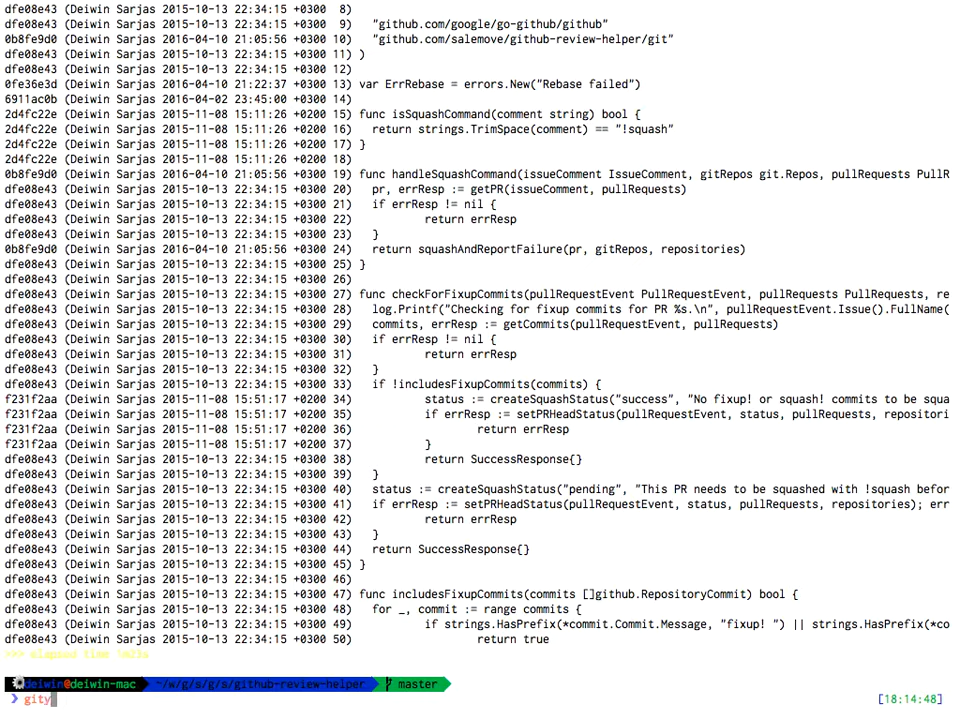 dfe08e43 (Deiwin Sarjas 2015-10-13 22:34:15 +0300  8)
dfe08e43 (Deiwin Sarjas 2015-10-13 22:34:15 +0300  9)   "github.com/google/go-github/github"
0b8fe9d0 (Deiwin Sarjas 2016-04-10 21:05:56 +0300 10)   "github.com/salemove/github-review-helper/git"
dfe08e43 (Deiwin Sarjas 2015-10-13 22:34:15 +0300 11) )
dfe08e43 (Deiwin Sarjas 2015-10-13 22:34:15 +0300 12)
0fe36e3d (Deiwin Sarjas 2016-04-10 21:22:37 +0300 13) var ErrRebase = errors.New("Rebase failed")
6911ac0b (Deiwin Sarjas 2016-04-02 23:45:00 +0300 14)
2d4fc22e (Deiwin Sarjas 2015-11-08 15:11:26 +0200 15) func isSquashCommand(comment string) bool {
2d4fc22e (Deiwin Sarjas 2015-11-08 15:11:26 +0200 16)   return strings.TrimSpace(comment) == "!squash"
2d4fc22e (Deiwin Sarjas 2015-11-08 15:11:26 +0200 17) }
2d4fc22e (Deiwin Sarjas 2015-11-08 15:11:26 +0200 18)
0b8fe9d0 (Deiwin Sarjas 2016-04-10 21:05:56 +0300 19) func handleSquashCommand(issueComment IssueComment, gitRepos git.Repos, pullRequests PullR
dfe08e43 (Deiwin Sarjas 2015-10-13 22:34:15 +0300 20)   pr, errResp := getPR(issueComment, pullRequests)
dfe08e43 (Deiwin Sarjas 2015-10-13 22:34:15 +0300 21)   if errResp != nil {
dfe08e43 (Deiwin Sarjas 2015-10-13 22:34:15 +0300 22)           return errResp
dfe08e43 (Deiwin Sarjas 2015-10-13 22:34:15 +0300 23)   }
0b8fe9d0 (Deiwin Sarjas 2016-04-10 21:05:56 +0300 24)   return squashAndReportFailure(pr, gitRepos, repositories)
dfe08e43 (Deiwin Sarjas 2015-10-13 22:34:15 +0300 25) }
dfe08e43 (Deiwin Sarjas 2015-10-13 22:34:15 +0300 26)
dfe08e43 (Deiwin Sarjas 2015-10-13 22:34:15 +0300 27) func checkForFixupCommits(pullRequestEvent PullRequestEvent, pullRequests PullRequests, re
dfe08e43 (Deiwin Sarjas 2015-10-13 22:34:15 +0300 28)   log.Printf("Checking for fixup commits for PR %s.\n", pullRequestEvent.Issue().FullName(
dfe08e43 (Deiwin Sarjas 2015-10-13 22:34:15 +0300 29)   commits, errResp := getCommits(pullRequestEvent, pullRequests)
dfe08e43 (Deiwin Sarjas 2015-10-13 22:34:15 +0300 30)   if errResp != nil {
dfe08e43 (Deiwin Sarjas 2015-10-13 22:34:15 +0300 31)           return errResp
dfe08e43 (Deiwin Sarjas 2015-10-13 22:34:15 +0300 32)   }
dfe08e43 (Deiwin Sarjas 2015-10-13 22:34:15 +0300 33)   if !includesFixupCommits(commits) {
f231f2aa (Deiwin Sarjas 2015-11-08 15:51:17 +0200 34)           status := createSquashStatus("success", "No fixup! or squash! commits to be squa
f231f2aa (Deiwin Sarjas 2015-11-08 15:51:17 +0200 35)           if errResp := setPRHeadStatus(pullRequestEvent, status, pullRequests, repositori
f231f2aa (Deiwin Sarjas 2015-11-08 15:51:17 +0200 36)                   return errResp
f231f2aa (Deiwin Sarjas 2015-11-08 15:51:17 +0200 37)           }
dfe08e43 (Deiwin Sarjas 2015-10-13 22:34:15 +0300 38)           return SuccessResponse{}
dfe08e43 (Deiwin Sarjas 2015-10-13 22:34:15 +0300 39)   }
dfe08e43 (Deiwin Sarjas 2015-10-13 22:34:15 +0300 40)   status := createSquashStatus("pending", "This PR needs to be squashed with !squash befor
dfe08e43 (Deiwin Sarjas 2015-10-13 22:34:15 +0300 41)   if errResp := setPRHeadStatus(pullRequestEvent, status, pullRequests, repositories); err
dfe08e43 (Deiwin Sarjas 2015-10-13 22:34:15 +0300 42)           return errResp
dfe08e43 (Deiwin Sarjas 2015-10-13 22:34:15 +0300 43)   }
dfe08e43 (Deiwin Sarjas 2015-10-13 22:34:15 +0300 44)   return SuccessResponse{}
dfe08e43 (Deiwin Sarjas 2015-10-13 22:34:15 +0300 45) }
dfe08e43 (Deiwin Sarjas 2015-10-13 22:34:15 +0300 46)
dfe08e43 (Deiwin Sarjas 2015-10-13 22:34:15 +0300 47) func includesFixupCommits(commits []github.RepositoryCommit) bool {
dfe08e43 (Deiwin Sarjas 2015-10-13 22:34:15 +0300 48)   for _, commit := range commits {
dfe08e43 (Deiwin Sarjas 2015-10-13 22:34:15 +0300 49)           if strings.HasPrefix(*commit.Commit.Message, "fixup! ") || strings.HasPrefix(*co
dfe08e43 (Deiwin Sarjas 2015-10-13 22:34:15 +0300 50)                   return true
>>> elapsed time
deiwin@deiwin-mac ~/w/g/s/g/s/github-review-helper master
❯ gity [18:14:48]